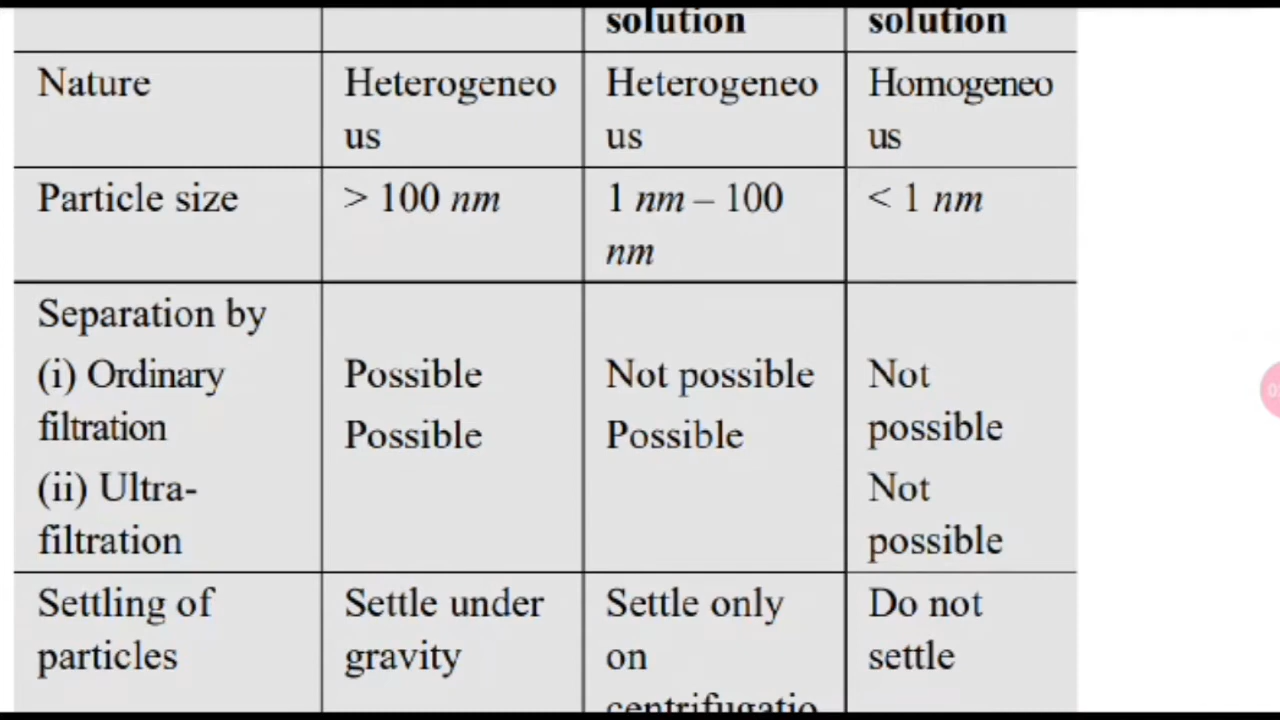 solution
solution
Nature
Heterogeneo
us
Heterogeneo
us
Homogeneo
us
Particle size
> 100 nm
1 nm – 100
nm
< 1 nm
Separation by
(i) Ordinary
filtration
(ii) Ultra-
filtration
Possible
Possible
Not possible
Possible
Not
possible
Not
possible
Settling of
particles
Settle under
gravity
Settle only
on
centrifugatio
Do not
settle